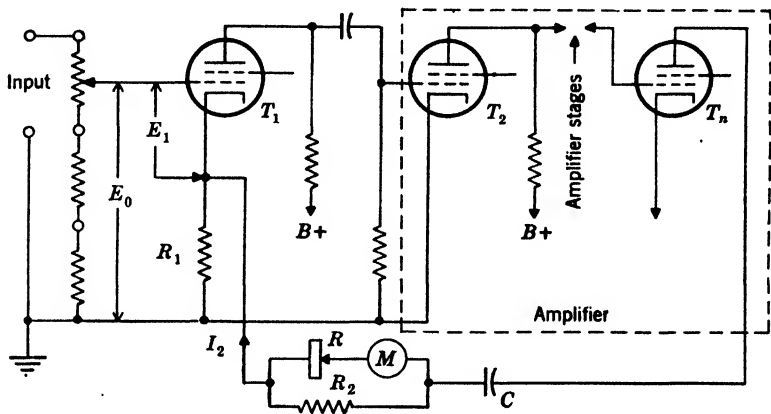 Input
E₁
T₁
E₀
R₁
B+
T₂
B+
Amplifier stages
Tₙ
Amplifier
I₂
R
M
R₂
C